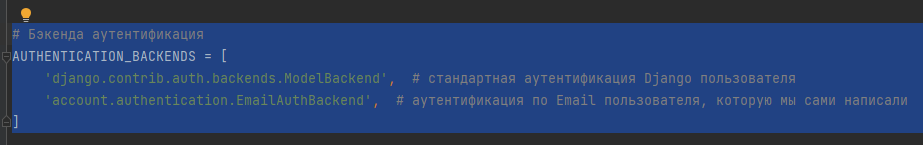 # Бэкенда аутентификация
AUTHENTICATION_BACKENDS = [
    'django.contrib.auth.backends.ModelBackend',  # стандартная аутентификация Django пользователя
    'account.authentication.EmailAuthBackend',  # аутентификация по Email пользователя, которую мы сами написали
]